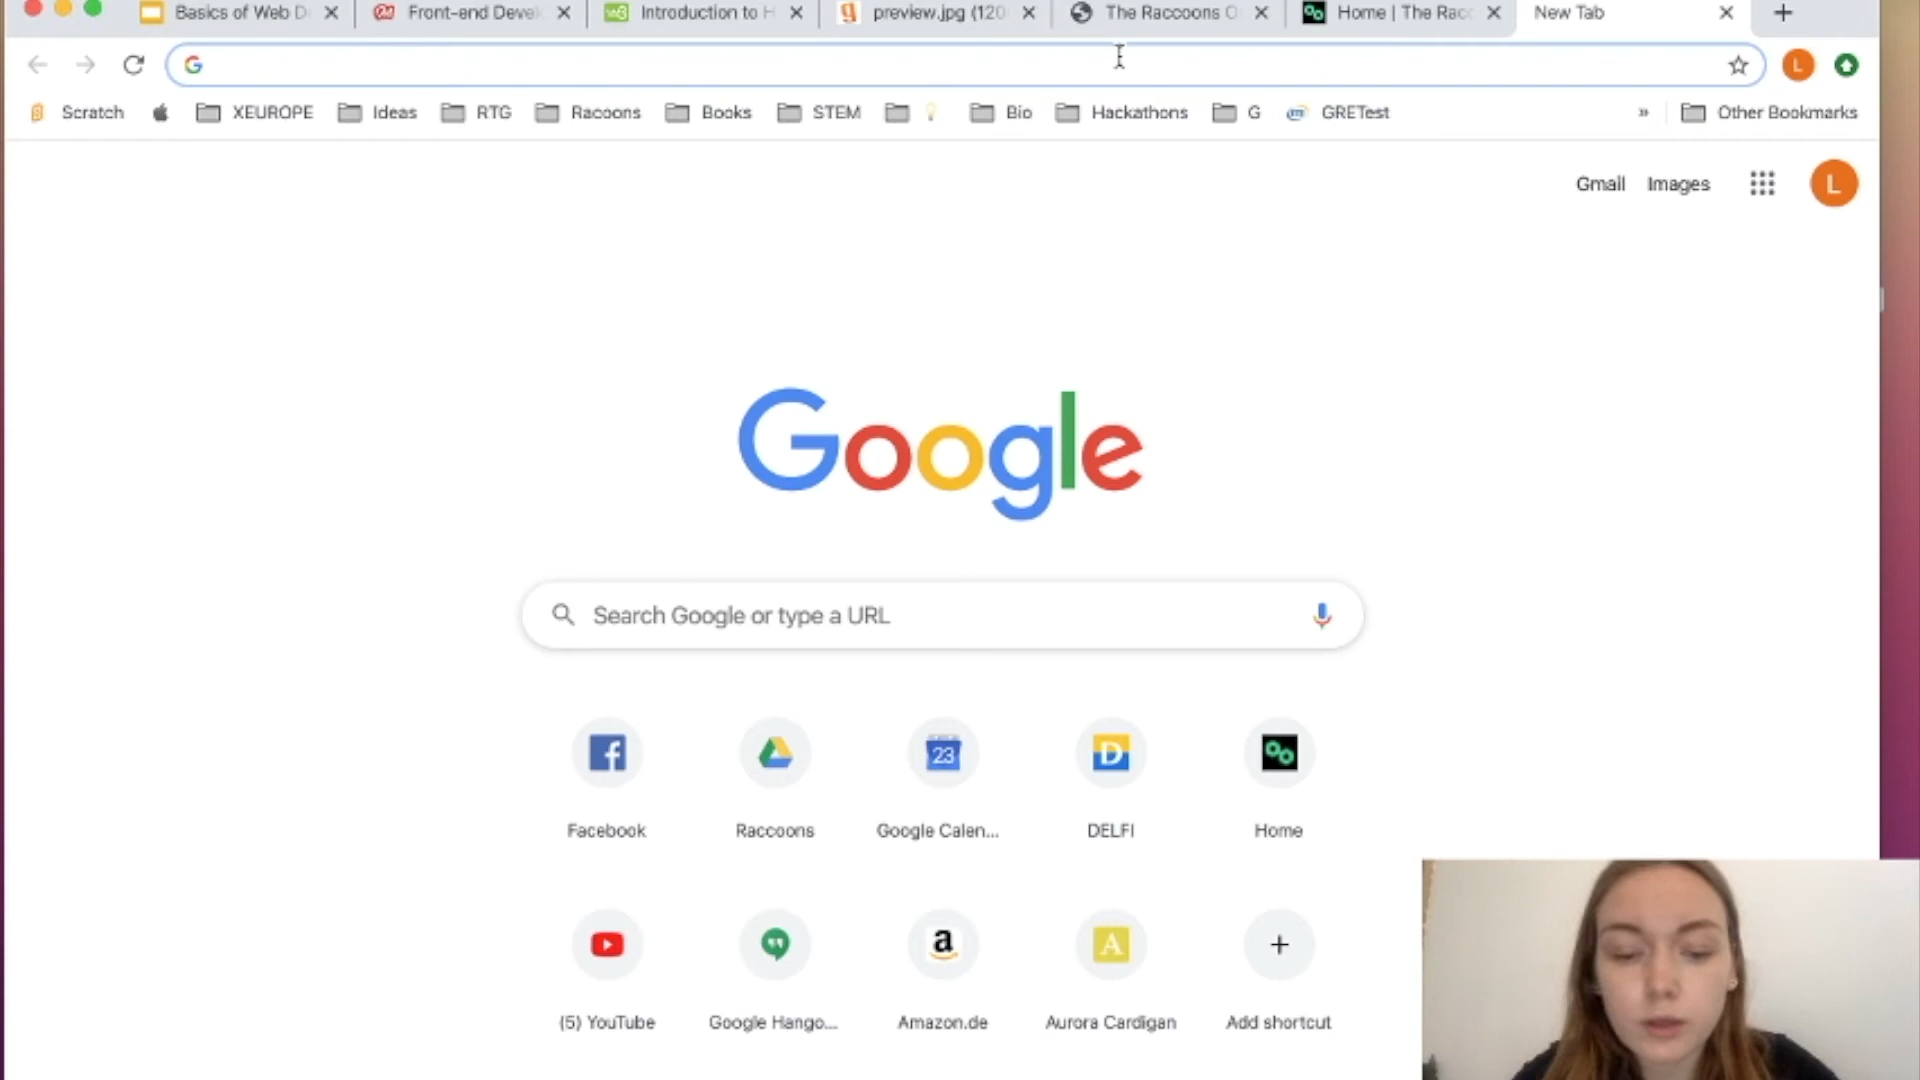 Basics of Web D
Front-end Devel
Introduction to H
preview.jpg (120
The Raccoons O
Home | The Racc
New Tab
L
Scratch
XEUROPE
Ideas
RTG
Racoons
Books
STEM
Bio
Hackathons
G
GRETest
»
Other Bookmarks
Gmail
Images
L
Google
Search Google or type a URL
23
D
Facebook
Raccoons
Google Calen...
DELFI
Home
a
A
(5) YouTube
Google Hango...
Amazon.de
Aurora Cardigan
Add shortcut